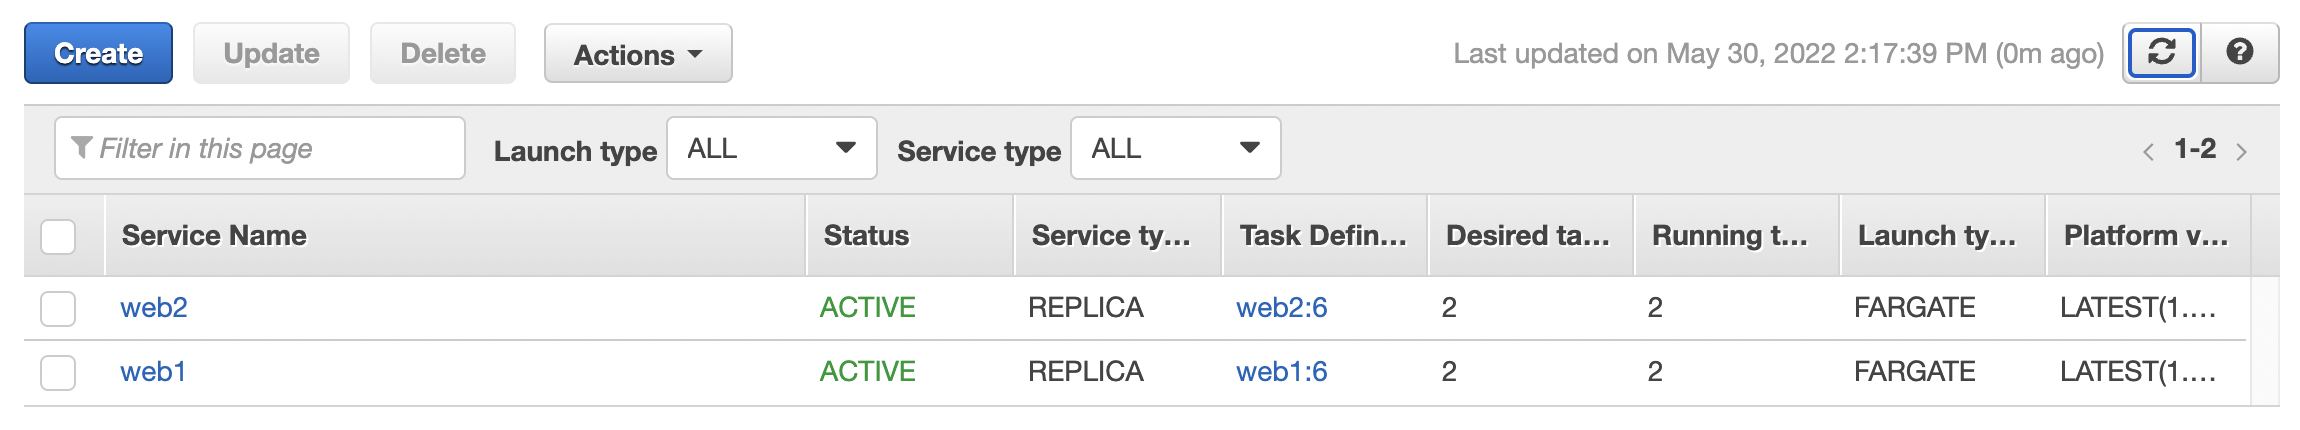 Create Update Delete Actions Last updated on May 30, 2022 2:17:39 PM (0m ago)
Filter in this page Launch type ALL Service type ALL 1-2
Service Name Status Service ty... Task Defin... Desired ta... Running t... Launch ty... Platform v...
web2 ACTIVE REPLICA web2:6 2 2 FARGATE LATEST(1....
web1 ACTIVE REPLICA web1:6 2 2 FARGATE LATEST(1....